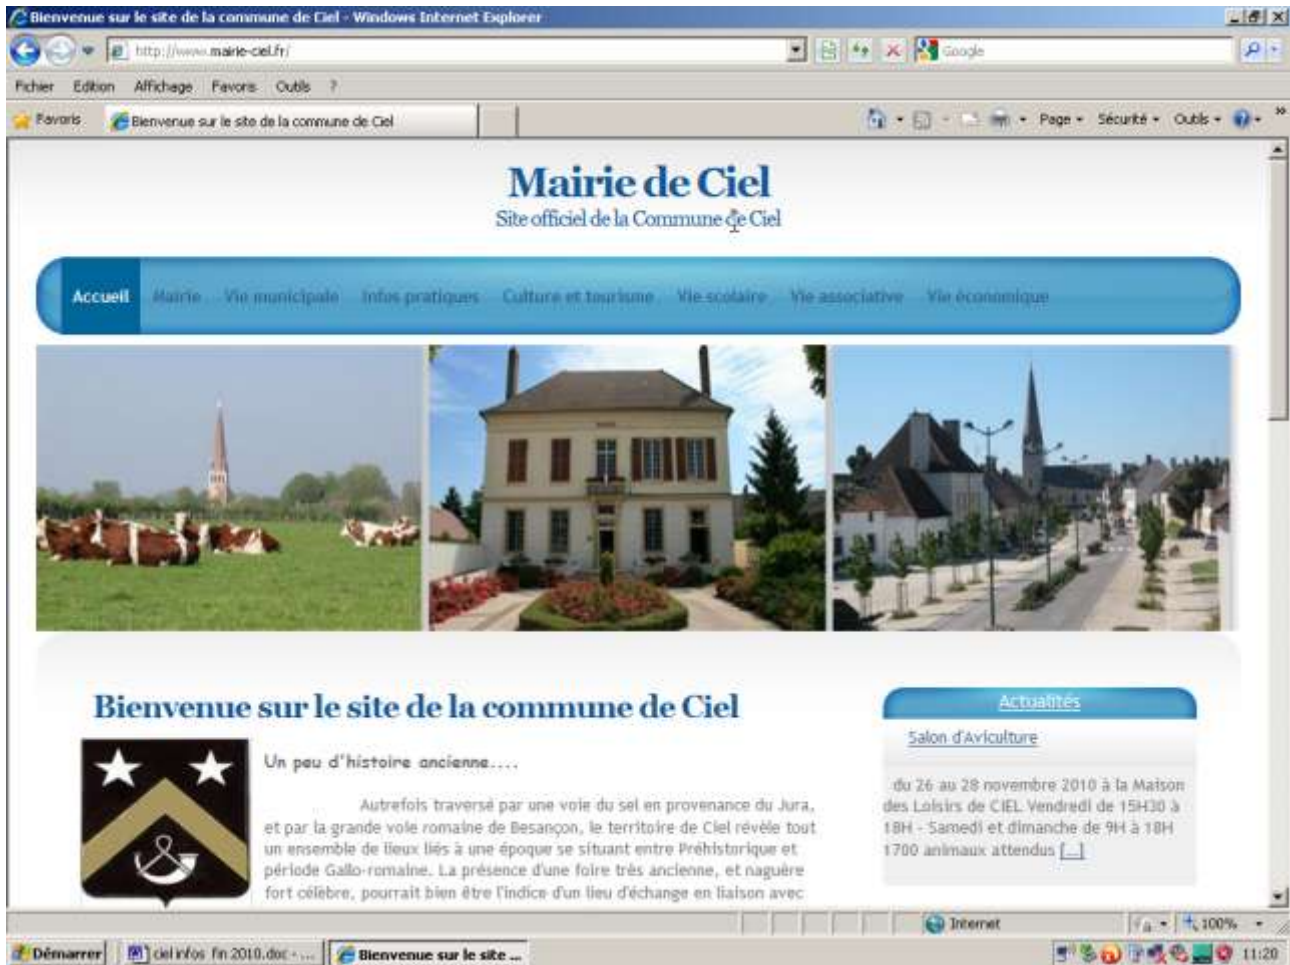 Bienvenue sur le site de la commune de Ciel - Windows Internet Explorer
http://www.mairie-ciel.fr/
Google
Fichier Edition Affichage Favoris Outils ?
Favoris Bienvenue sur le site de la commune de Ciel Page Sécurité Outils »
Mairie de Ciel
Site officiel de la Commune de Ciel
Accueil Mairie Vie municipale Infos pratiques Culture et tourisme Vie scolaire Vie associative Vie économique
Bienvenue sur le site de la commune de Ciel
Un peu d'histoire ancienne....
Autrefois traversé par une voie du sel en provenance du Jura,
et par la grande voie romaine de Besançon, le territoire de Ciel révèle tout
un ensemble de lieux liés à une époque se situant entre Préhistorique et
période Gallo-romaine. La présence d'une foire très ancienne, et naguère
fort célèbre, pourrait bien être l'indice d'un lieu d'échange en liaison avec
Actualités
Salon d'Aviculture
du 26 au 28 novembre 2010 à la Maison
des Loisirs de CIEL Vendredi de 15H30 à
18H - Samedi et dimanche de 9H à 18H
1700 animaux attendus [...]
Internet 100%
Démarrer ciel infos fin 2010.doc - ... Bienvenue sur le site ... 11:20